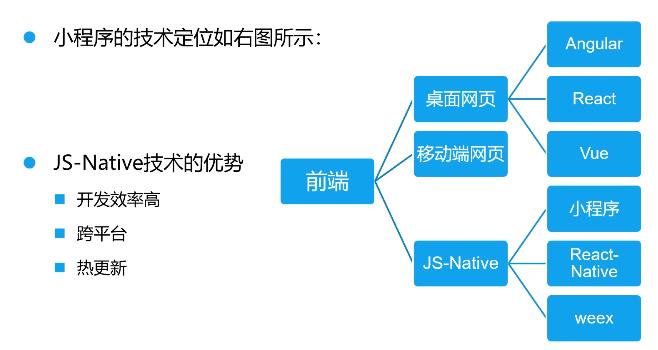 小程序的技术定位如右图所示：
JS-Native技术的优势
开发效率高
跨平台
热更新
前端
桌面网页
移动端网页
JS-Native
Angular
React
Vue
小程序
React-
Native
weex